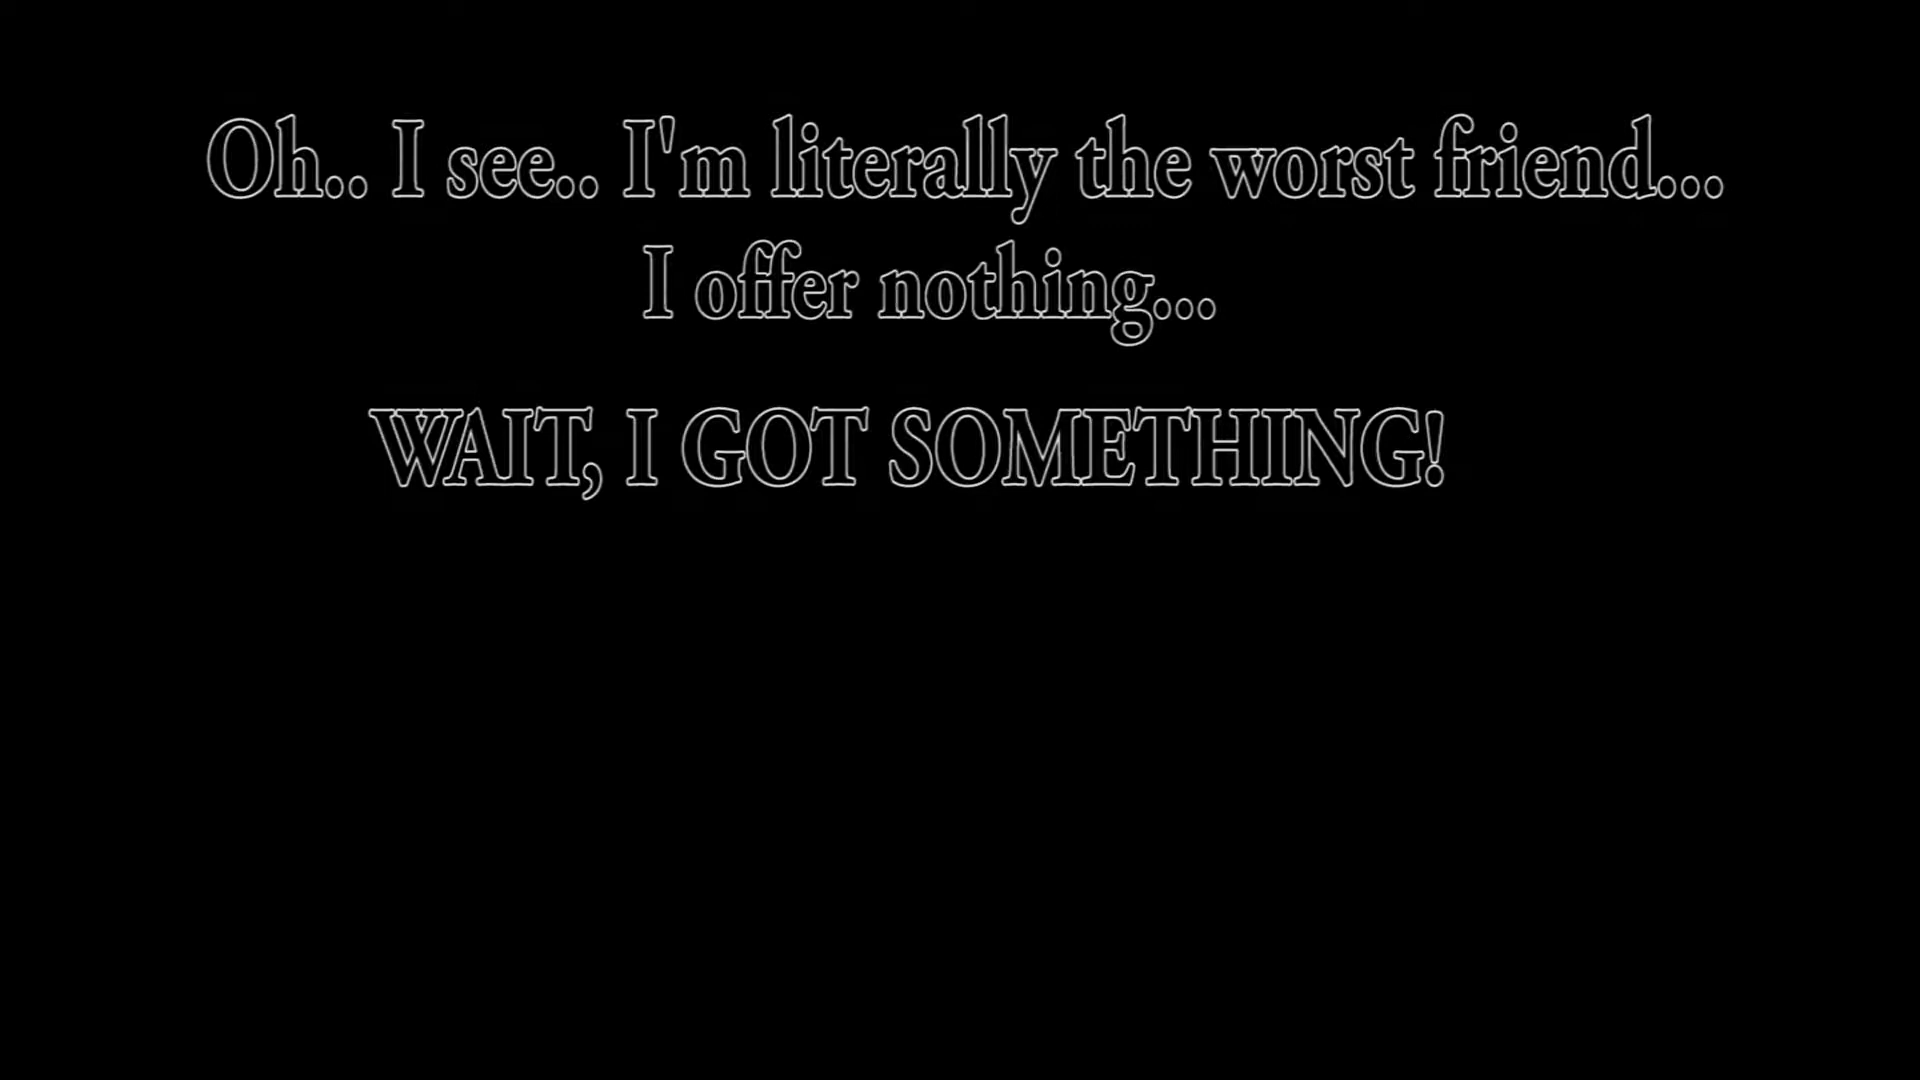 Oh.. I see.. I'm literally the worst friend...
I offer nothing...
WAIT, I GOT SOMETHING!